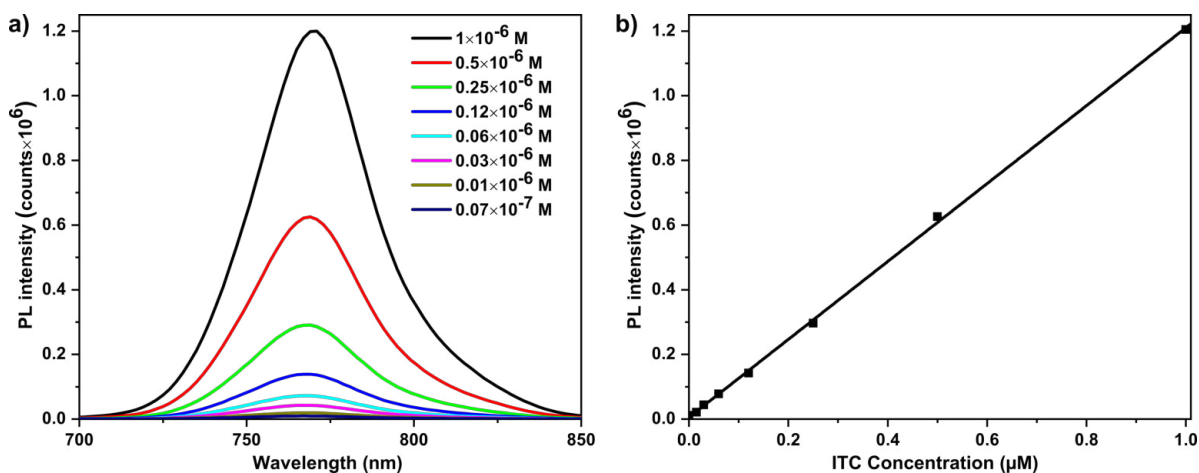 a)
1.2
1.0
0.8
0.6
0.4
0.2
0.0
PL intensity (counts×10⁶)
700
750
800
850
Wavelength (nm)
1×10⁻⁶ M
0.5×10⁻⁶ M
0.25×10⁻⁶ M
0.12×10⁻⁶ M
0.06×10⁻⁶ M
0.03×10⁻⁶ M
0.01×10⁻⁶ M
0.07×10⁻⁷ M
b)
1.2
1.0
0.8
0.6
0.4
0.2
0.0
PL intensity (counts×10⁶)
0.0
0.2
0.4
0.6
0.8
1.0
ITC Concentration (µM)